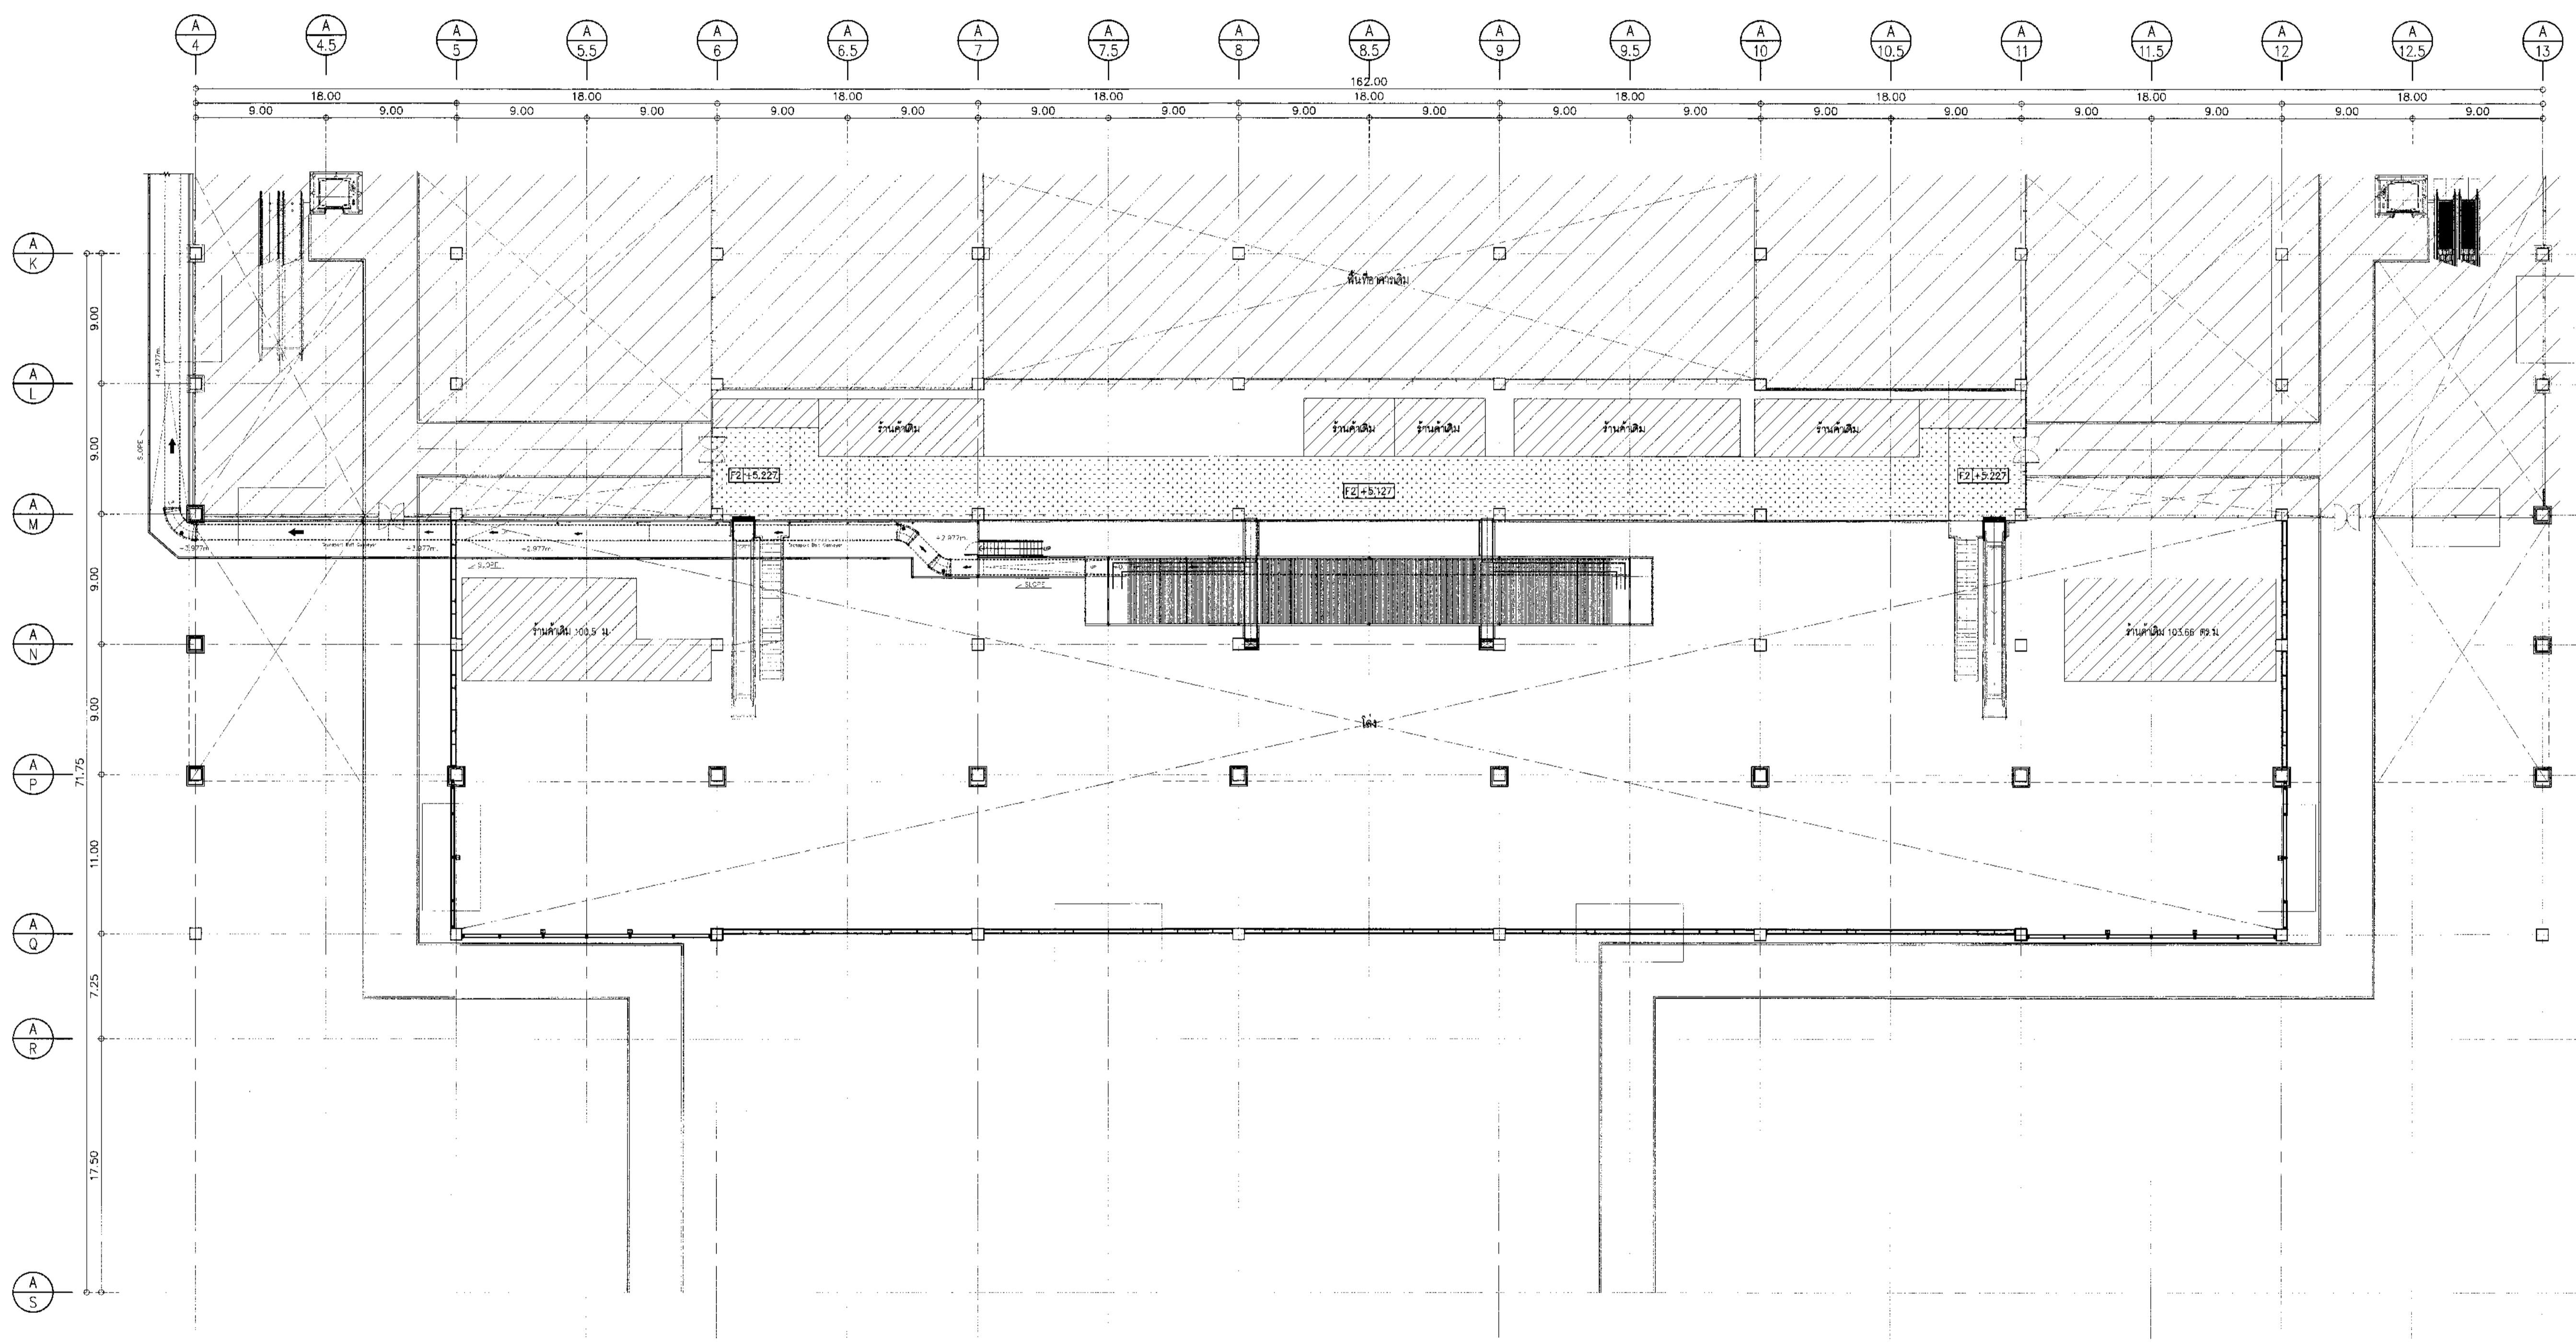 A A A A A A A A A A A A A A A A A A A
4 4.5 5 5.5 6 6.5 7 7.5 8 8.5 9 9.5 10 10.5 11 11.5 12 12.5 13
162.00
18.00 18.00 18.00 18.00 18.00 18.00 18.00 18.00 18.00
9.00 9.00 9.00 9.00 9.00 9.00 9.00 9.00 9.00 9.00 9.00 9.00 9.00 9.00 9.00 9.00 9.00 9.00
A
K
พื้นที่อาคารเดิม
9.00
+4.377m.
A
L
ร้านค้าเดิม ร้านค้าเดิม ร้านค้าเดิม ร้านค้าเดิม ร้านค้าเดิม
9.00
SLOPE
F2 +5.227 F2 +5.127 F2 +5.227
A
M
+2.977m.
+3.977m. +2.977m.
SLOPE
9.00
SLOPE
ร้านค้าเดิม ร้านค้าเดิม 103.66 ตร.ม
A
N
9.00
โถง
71.75
A
P
11.00
A
Q
7.25
A
R
17.50
A
S